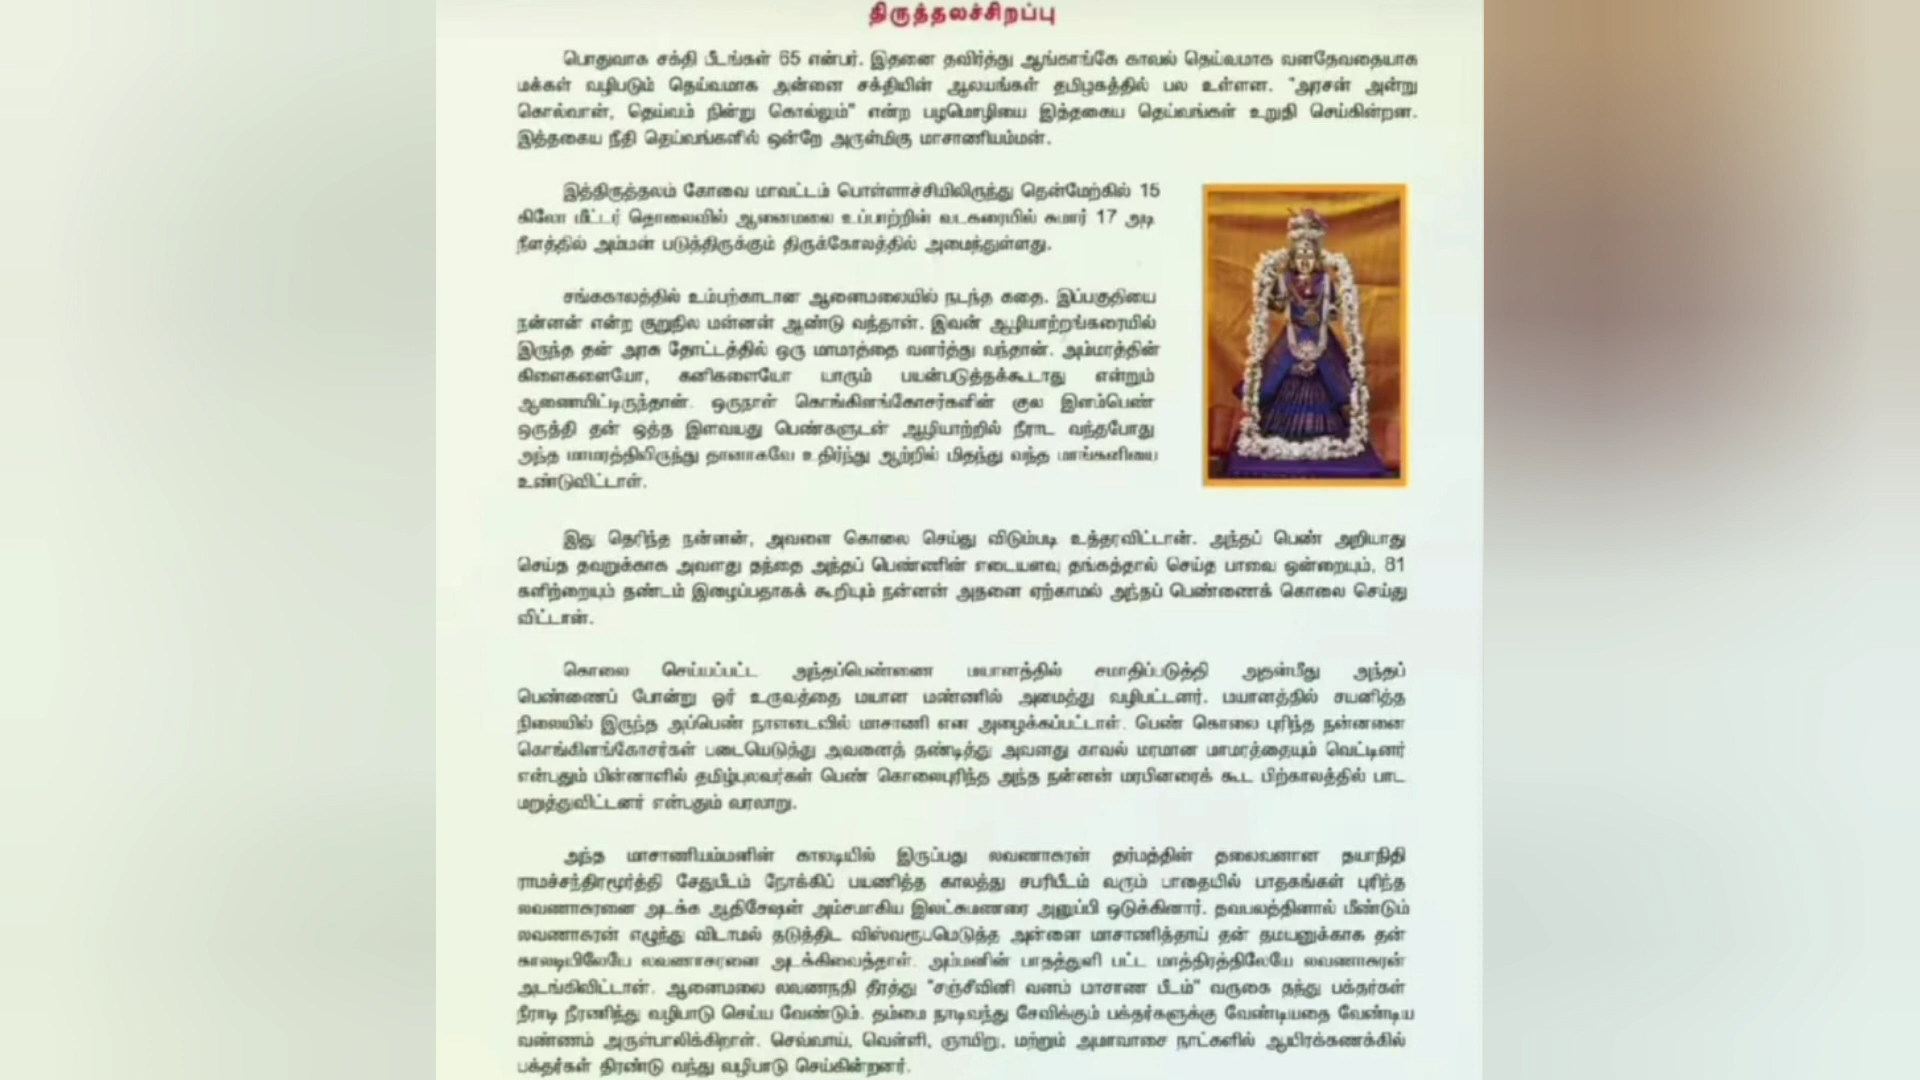 திருத்தலச்சிறப்பு
பொதுவாக சக்தி பீடங்கள் 65 என்பர். இதனை தவிர்த்து ஆங்காங்கே காவல் தெய்வமாக வனதேவதையாக
மக்கள் வழிபடும் தெய்வமாக அன்னை சக்தியின் ஆலயங்கள் தமிழகத்தில் பல உள்ளன. "அரசன் அன்று
கொல்வான், தெய்வம் நின்று கொல்லும்" என்ற பழமொழியை இத்தகைய தெய்வங்கள் உறுதி செய்கின்றன.
இத்தகைய நீதி தெய்வங்களில் ஒன்றே அருள்மிகு மாசாணியம்மன்.
இத்திருத்தலம் கோவை மாவட்டம் பொள்ளாச்சியிலிருந்து தென்மேற்கில் 15
கிலோ மீட்டர் தொலைவில் ஆனைமலை உப்பாற்றின் வடகரையில் சுமார் 17 அடி
நீளத்தில் அம்மன் படுத்திருக்கும் திருக்கோலத்தில் அமைந்துள்ளது.
சங்ககாலத்தில் உம்பற்காடான ஆனைமலையில் நடந்த கதை. இப்பகுதியை
நன்னன் என்ற குறுநில மன்னன் ஆண்டு வந்தான். இவன் ஆழியாற்றங்கரையில்
இருந்த தன் அரசு தோட்டத்தில் ஒரு மாமரத்தை வளர்த்து வந்தான். அம்மரத்தின்
கிளைகளையோ, கனிகளையோ யாரும் பயன்படுத்தக்கூடாது என்றும்
ஆணையிட்டிருந்தான். ஒருநாள் கொங்கிளங்கோசர்களின் குல இளம்பெண்
ஒருத்தி தன் ஒத்த இளவயது பெண்களுடன் ஆழியாற்றில் நீராட வந்தபோது
அந்த மாமரத்திலிருந்து தானாகவே உதிர்ந்து ஆற்றில் மிதந்து வந்த மாங்கனியை
உண்டுவிட்டாள்.
இது தெரிந்த நன்னன், அவளை கொலை செய்து விடும்படி உத்தரவிட்டான். அந்தப் பெண் அறியாது
செய்த தவறுக்காக அவளது தந்தை அந்தப் பெண்ணின் எடையளவு தங்கத்தால் செய்த பாவை ஒன்றையும், 81
களிற்றையும் தண்டம் இழைப்பதாகக் கூறியும் நன்னன் அதனை ஏற்காமல் அந்தப் பெண்ணைக் கொலை செய்து
விட்டான்.
கொலை செய்யப்பட்ட அந்தப்பெண்ணை மயானத்தில் சமாதிப்படுத்தி அதன்மீது அந்தப்
பெண்ணைப் போன்று ஓர் உருவத்தை மயான மண்ணில் அமைத்து வழிபட்டனர். மயானத்தில் சயனித்த
நிலையில் இருந்த அப்பெண் நாளடைவில் மாசாணி என அழைக்கப்பட்டாள். பெண் கொலை புரிந்த நன்னனை
கொங்கிளங்கோசர்கள் படையெடுத்து அவனைத் தண்டித்து அவனது காவல் மரமான மாமரத்தையும் வெட்டினர்
என்பதும் பின்னாளில் தமிழ்புலவர்கள் பெண் கொலைபுரிந்த அந்த நன்னன் மரபினரைக் கூட பிற்காலத்தில் பாட
மறுத்துவிட்டனர் என்பதும் வரலாறு.
அந்த மாசாணியம்மனின் காலடியில் இருப்பது லவணாசுரன் தர்மத்தின் தலைவனான தயாநிதி
ராமச்சந்திரமூர்த்தி சேதுபீடம் நோக்கிப் பயணித்த காலத்து சபரிபீடம் வரும் பாதையில் பாதகங்கள் புரிந்த
லவணாசுரனை அடக்க ஆதிசேஷன் அம்சமாகிய இலட்சுமணரை அனுப்பி ஒடுக்கினார். தவபலத்தினால் மீண்டும்
லவணாசுரன் எழுந்து விடாமல் தடுத்திட விஸ்வரூபமெடுத்த அன்னை மாசாணித்தாய் தன் தமயனுக்காக தன்
காலடியிலேயே லவணாசுரனை அடக்கிவைத்தாள். அம்மனின் பாதத்துளி பட்ட மாத்திரத்திலேயே லவணாசுரன்
அடங்கிவிட்டான். ஆனைமலை லவணநதி தீரத்து "சஞ்சீவினி வனம் மாசாண பீடம்" வருகை தந்து பக்தர்கள்
நீராடி நீரணிந்து வழிபாடு செய்ய வேண்டும். தம்மை நாடிவந்து சேவிக்கும் பக்தர்களுக்கு வேண்டியதை வேண்டிய
வண்ணம் அருள்பாலிக்கிறாள். செவ்வாய், வெள்ளி, ஞாயிறு, மற்றும் அமாவாசை நாட்களில் ஆயிரக்கணக்கில்
பக்தர்கள் திரண்டு வந்து வழிபாடு செய்கின்றனர்.